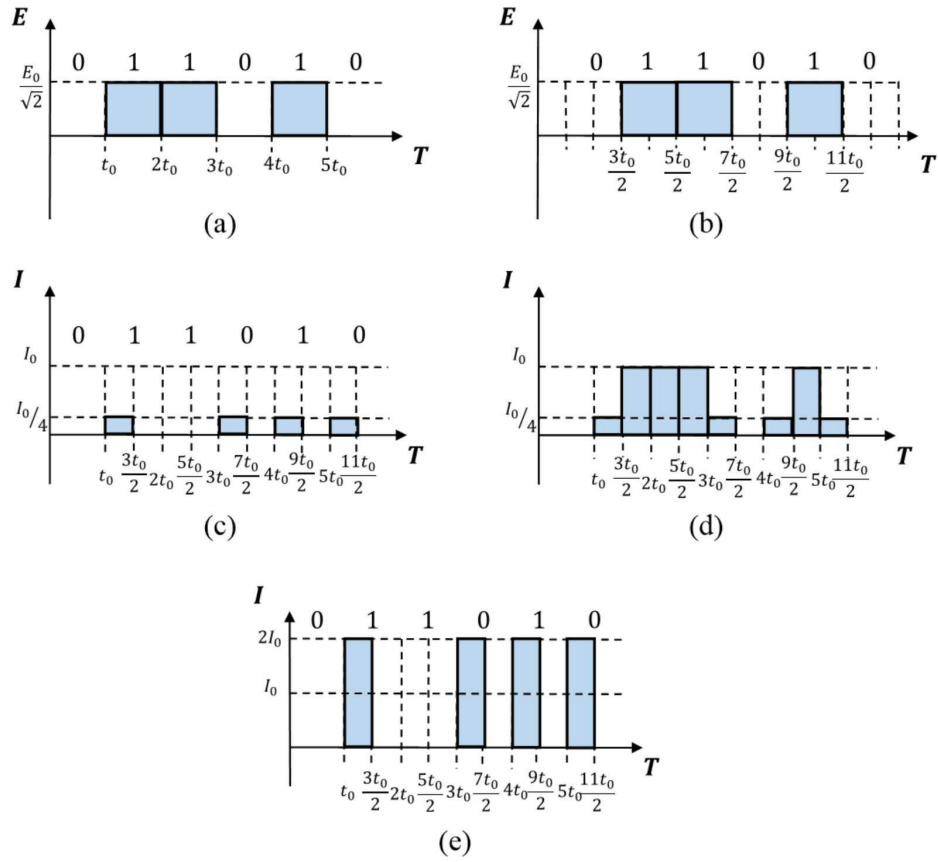 E
0 1 1 0 1 0
E₀/√2
t₀ 2t₀ 3t₀ 4t₀ 5t₀
T
(a)
E
0 1 1 0 1 0
E₀/√2
3t₀/2 5t₀/2 7t₀/2 9t₀/2 11t₀/2
T
(b)
I
0 1 1 0 1 0
I₀
I₀/4
T
t₀ 3t₀/2 2t₀ 5t₀/2 3t₀ 7t₀/2 4t₀ 9t₀/2 5t₀ 11t₀/2
(c)
I
I₀
I₀/4
T
t₀ 3t₀/2 2t₀ 5t₀/2 3t₀ 7t₀/2 4t₀ 9t₀/2 5t₀ 11t₀/2
(d)
I
0 1 1 0 1 0
2I₀
I₀
T
t₀ 3t₀/2 2t₀ 5t₀/2 3t₀ 7t₀/2 4t₀ 9t₀/2 5t₀ 11t₀/2
(e)